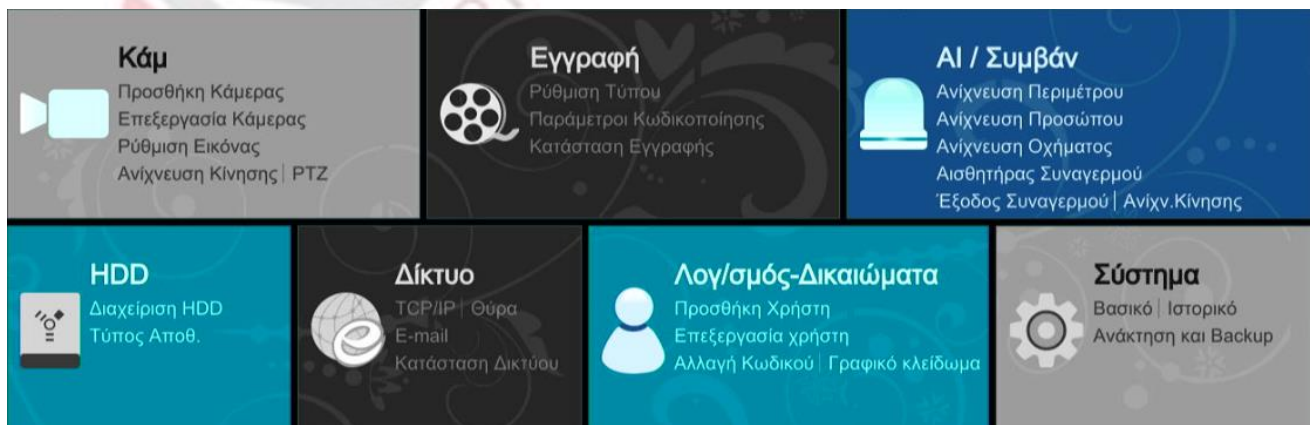 Κάμ
Προσθήκη Κάμερας
Επεξεργασία Κάμερας
Ρύθμιση Εικόνας
Ανίχνευση Κίνησης | PTZ
Εγγραφή
Ρύθμιση Τύπου
Παράμετροι Κωδικοποίησης
Κατάσταση Εγγραφής
AI / Συμβάν
Ανίχνευση Περιμέτρου
Ανίχνευση Προσώπου
Ανίχνευση Οχήματος
Αισθητήρας Συναγερμού
Έξοδος Συναγερμού | Ανίχν.Κίνησης
HDD
Διαχείριση HDD
Τύπος Αποθ.
Δίκτυο
TCP/IP | Θύρα
E-mail
Κατάσταση Δικτύου
Λογ/σμός-Δικαιώματα
Προσθήκη Χρήστη
Επεξεργασία χρήστη
Αλλαγή Κωδικού | Γραφικό κλείδωμα
Σύστημα
Βασικό | Ιστορικό
Ανάκτηση και Backup